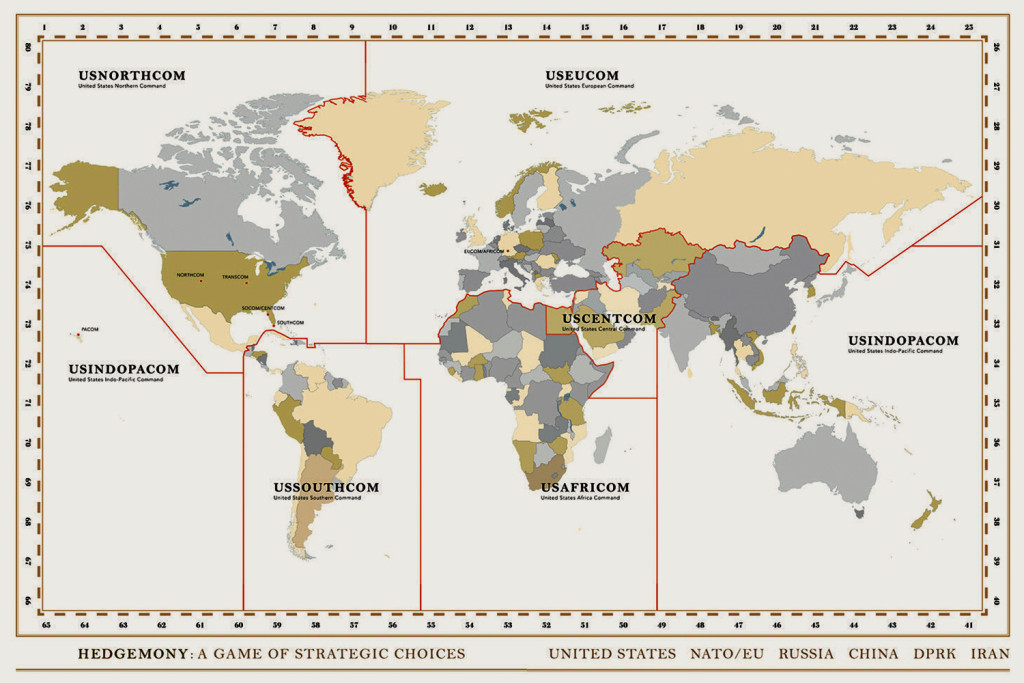 1 2 3 4 5 6 7 8 9 10 11 12 13 14 15 16 17 18 19 20 21 22 23 24 25
80 79 78 77 76 75 74 73 72 71 70 69 68 67 66
USNORTHCOM
United States Northern Command
USEUCOM
United States European Command
EUCOM/AFRICOM
NORTHCOM
TRANSCOM
SOCOM/CENTCOM
SOUTHCOM
PACOM
USCENTCOM
United States Central Command
USINDOPACOM
United States Indo-Pacific Command
USINDOPACOM
United States Indo-Pacific Command
USSOUTHCOM
United States Southern Command
USAFRICOM
United States Africa Command
26 27 28 29 30 31 32 33 34 35 36 37 38 39 40
65 64 63 62 61 60 59 58 57 56 55 54 53 52 51 50 49 48 47 46 45 44 43 42 41
HEDGEMONY: A GAME OF STRATEGIC CHOICES
UNITED STATES NATO/EU RUSSIA CHINA DPRK IRAN